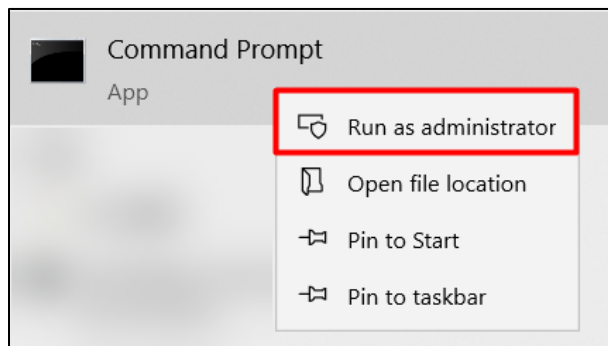 Command Prompt
App
Run as administrator
Open file location
Pin to Start
Pin to taskbar